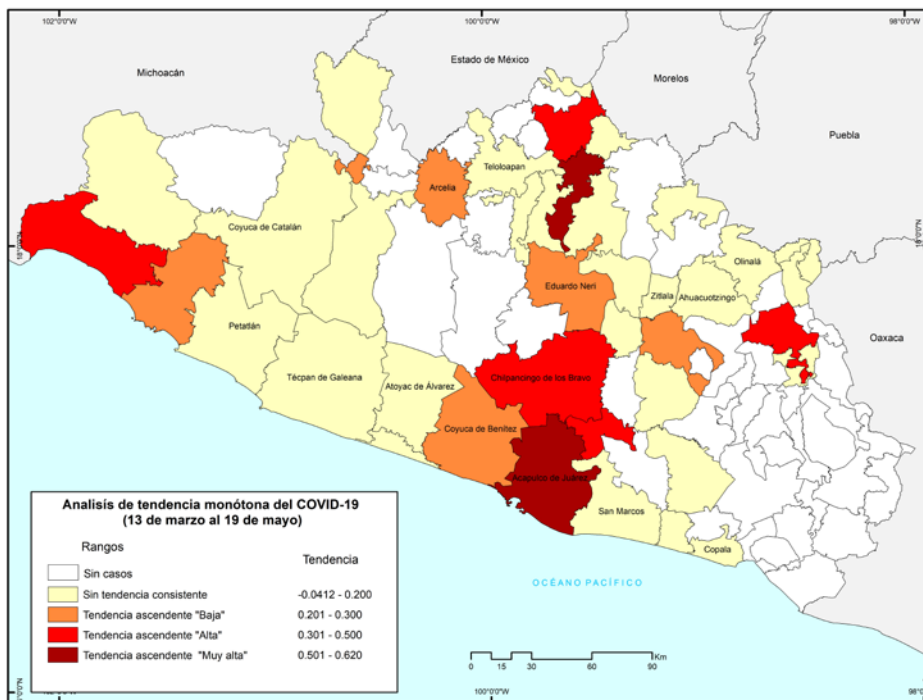 102°0'0"W
100°0'0"W
98°0'0"W
Michoacán
Estado de México
Morelos
Puebla
Teloloapan
Arcelia
Coyuca de Catalán
18°0'0"N
Olinalá
Eduardo Neri
Zitlala
Ahuacuotzingo
Petatlán
Oaxaca
Técpan de Galeana
Chilpancingo de los Bravo
Atoyac de Álvarez
Coyuca de Benítez
Acapulco de Juárez
San Marcos
Copala
OCÉANO PACÍFICO
Analisís de tendencia monótona del COVID-19
(13 de marzo al 19 de mayo)
Rangos Tendencia
Sin casos
Sin tendencia consistente -0.0412 - 0.200
Tendencia ascendente "Baja" 0.201 - 0.300
Tendencia ascendente "Alta" 0.301 - 0.500
Tendencia ascendente "Muy alta" 0.501 - 0.620
Km
0 15 30 60 90
100°0'0"W